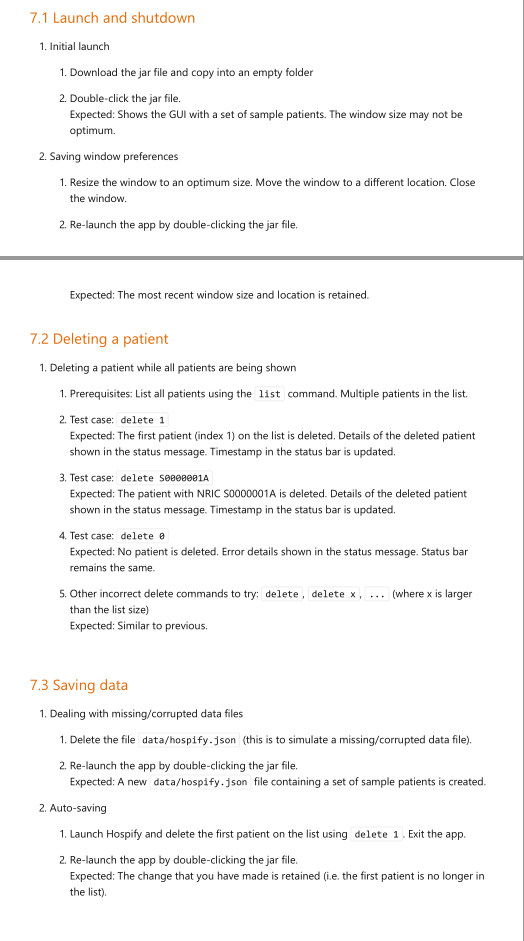 7.1 Launch and shutdown
1. Initial launch
1. Download the jar file and copy into an empty folder
2. Double-click the jar file.
Expected: Shows the GUI with a set of sample patients. The window size may not be
optimum.
2. Saving window preferences
1. Resize the window to an optimum size. Move the window to a different location. Close
the window.
2. Re-launch the app by double-clicking the jar file.
Expected: The most recent window size and location is retained.
7.2 Deleting a patient
1. Deleting a patient while all patients are being shown
1. Prerequisites: List all patients using the list command. Multiple patients in the list.
2. Test case: delete 1
Expected: The first patient (index 1) on the list is deleted. Details of the deleted patient
shown in the status message. Timestamp in the status bar is updated.
3. Test case: delete S0000001A
Expected: The patient with NRIC S0000001A is deleted. Details of the deleted patient
shown in the status message. Timestamp in the status bar is updated.
4. Test case: delete 0
Expected: No patient is deleted. Error details shown in the status message. Status bar
remains the same.
5. Other incorrect delete commands to try: delete, delete x, ... (where x is larger
than the list size)
Expected: Similar to previous.
7.3 Saving data
1. Dealing with missing/corrupted data files
1. Delete the file data/hospify.json (this is to simulate a missing/corrupted data file).
2. Re-launch the app by double-clicking the jar file.
Expected: A new data/hospify.json file containing a set of sample patients is created.
2. Auto-saving
1. Launch Hospify and delete the first patient on the list using delete 1. Exit the app.
2. Re-launch the app by double-clicking the jar file.
Expected: The change that you have made is retained (i.e. the first patient is no longer in
the list).